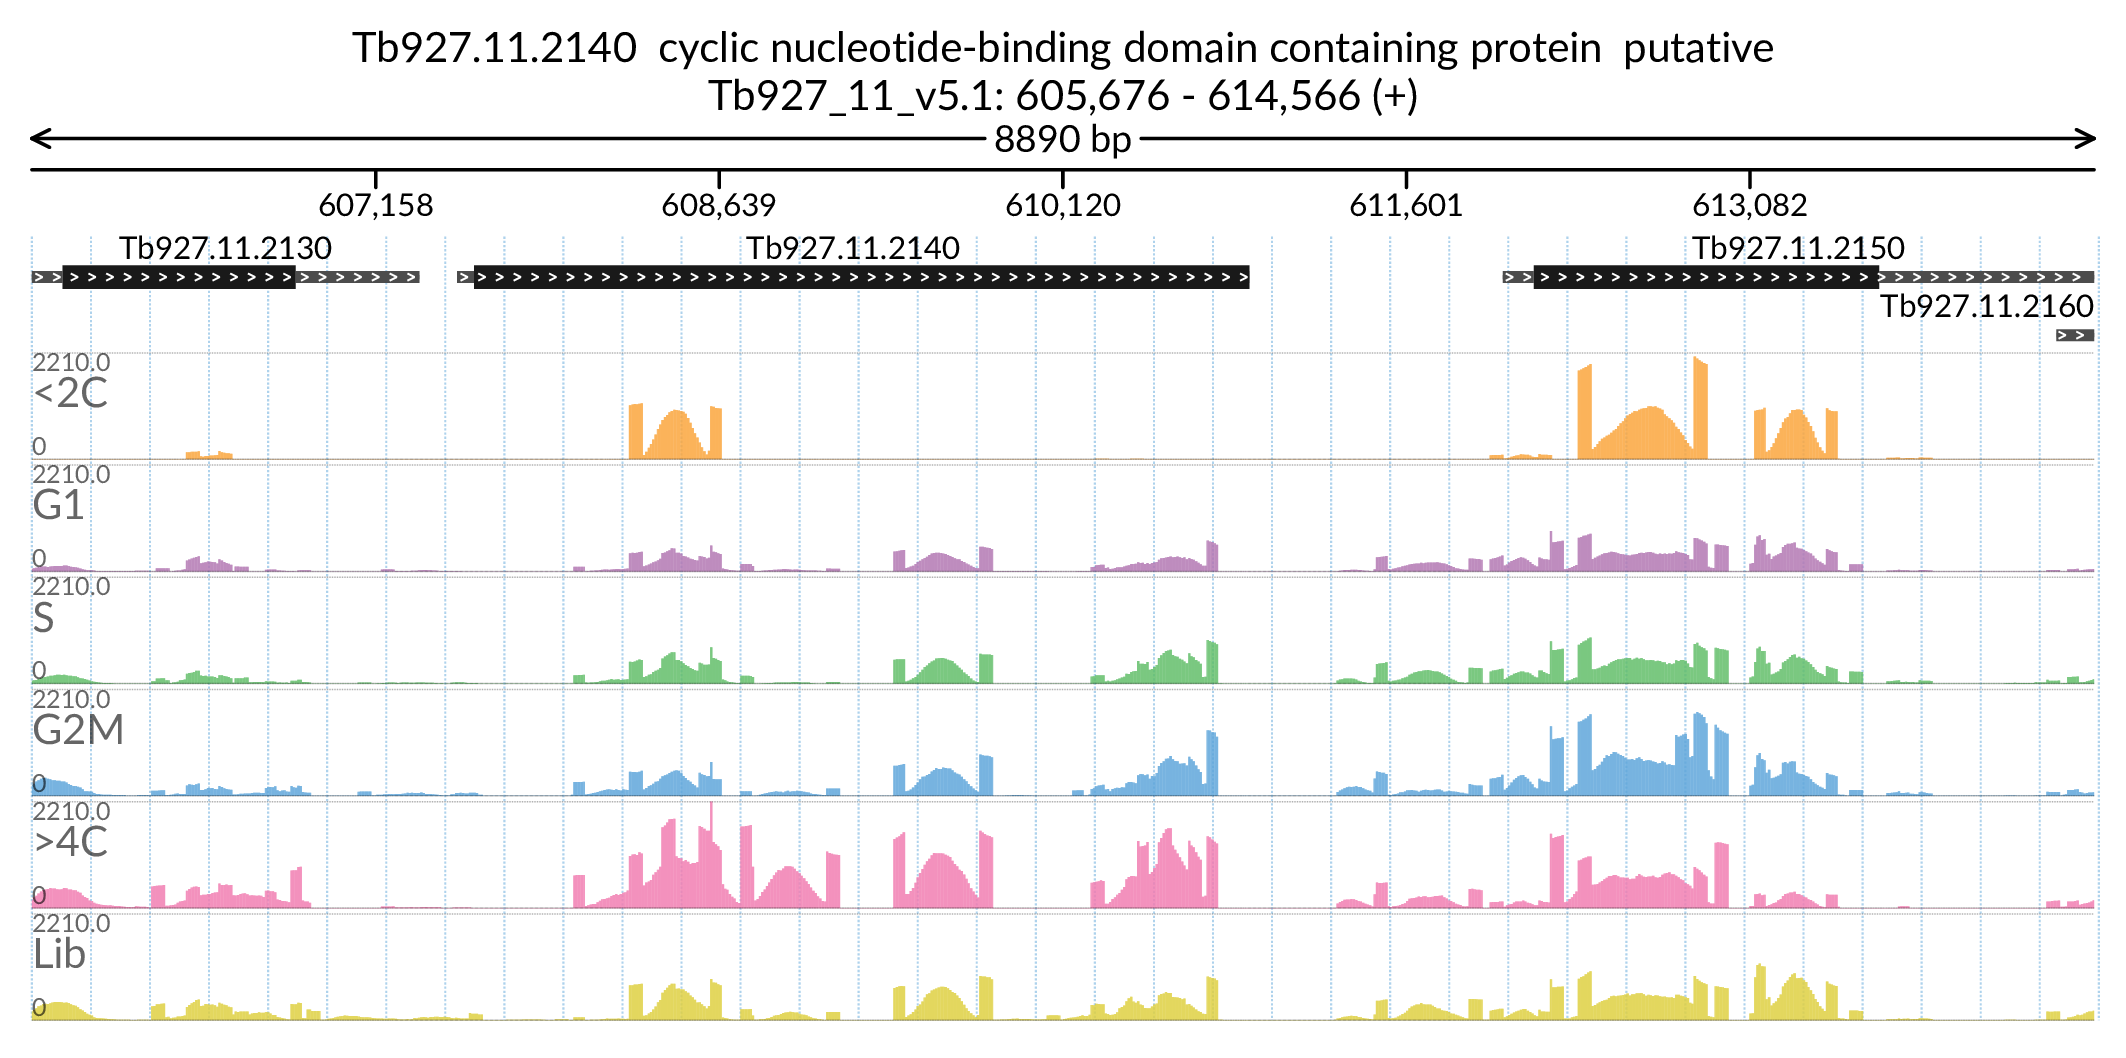 Tb927.11.2140  cyclic nucleotide-binding domain containing protein  putative
Tb927_11_v5.1: 605,676 - 614,566 (+)
8890 bp
607,158 608,639 610,120 611,601 613,082
Tb927.11.2130 Tb927.11.2140 Tb927.11.2150
Tb927.11.2160
2210.0
<2C
0
2210.0
G1
0
2210.0
S
0
2210.0
G2M
0
2210.0
>4C
0
2210.0
Lib
0